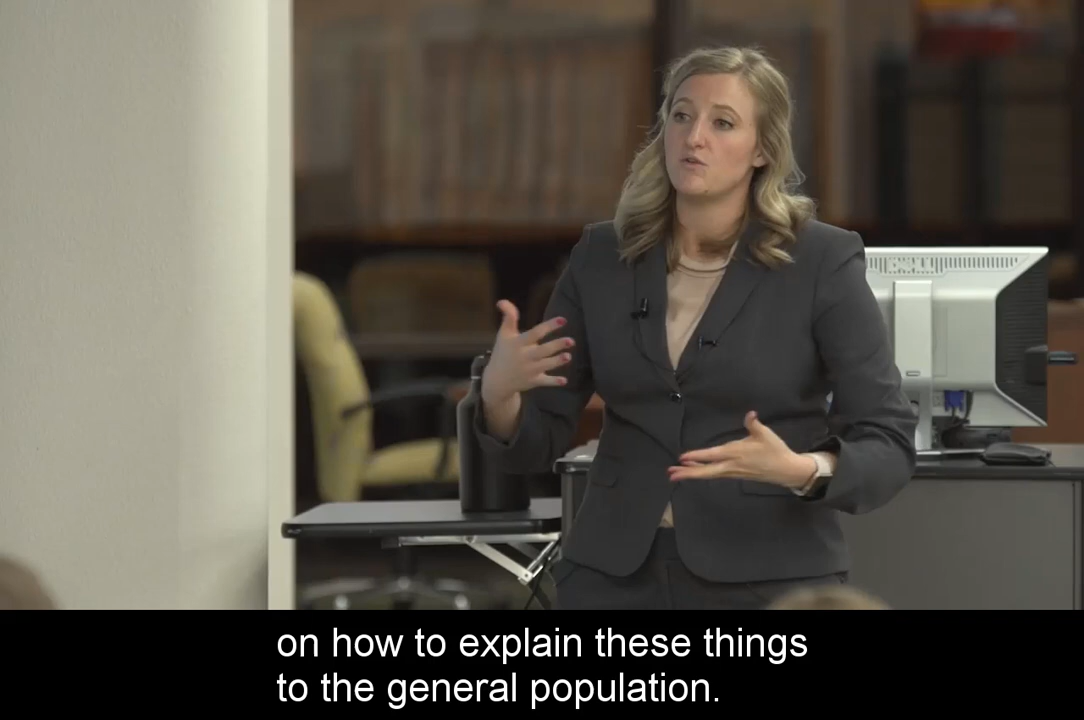 on how to explain these things
to the general population.